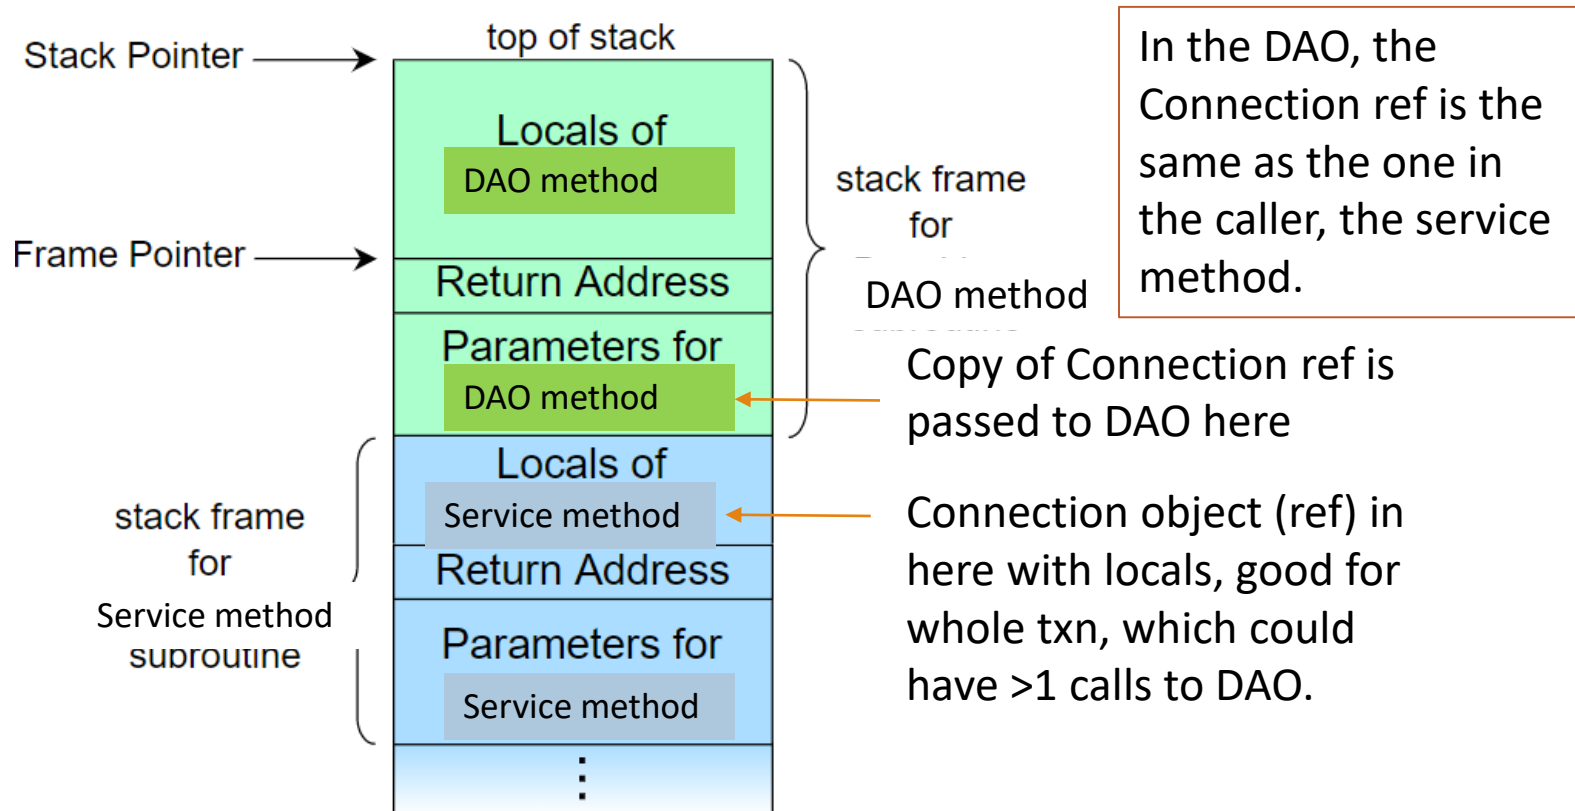 top of stack
Stack Pointer
Locals of
DAO method
Frame Pointer
Return Address
Parameters for
DAO method
stack frame
for
DAO method
In the DAO, the
Connection ref is the
same as the one in
the caller, the service
method.
Copy of Connection ref is
passed to DAO here
Locals of
Service method
Return Address
Parameters for
Service method
stack frame
for
Service method
subroutine
Connection object (ref) in
here with locals, good for
whole txn, which could
have >1 calls to DAO.